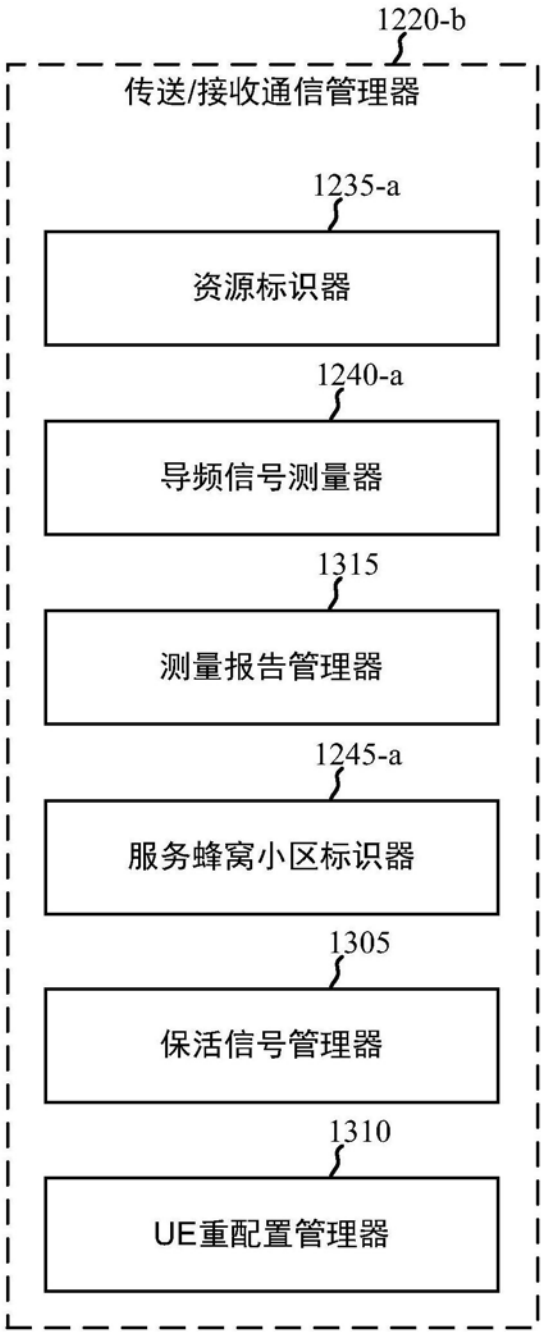 1220-b
传送/接收通信管理器
1235-a
资源标识器
1240-a
导频信号测量器
1315
测量报告管理器
1245-a
服务蜂窝小区标识器
1305
保活信号管理器
1310
UE重配置管理器